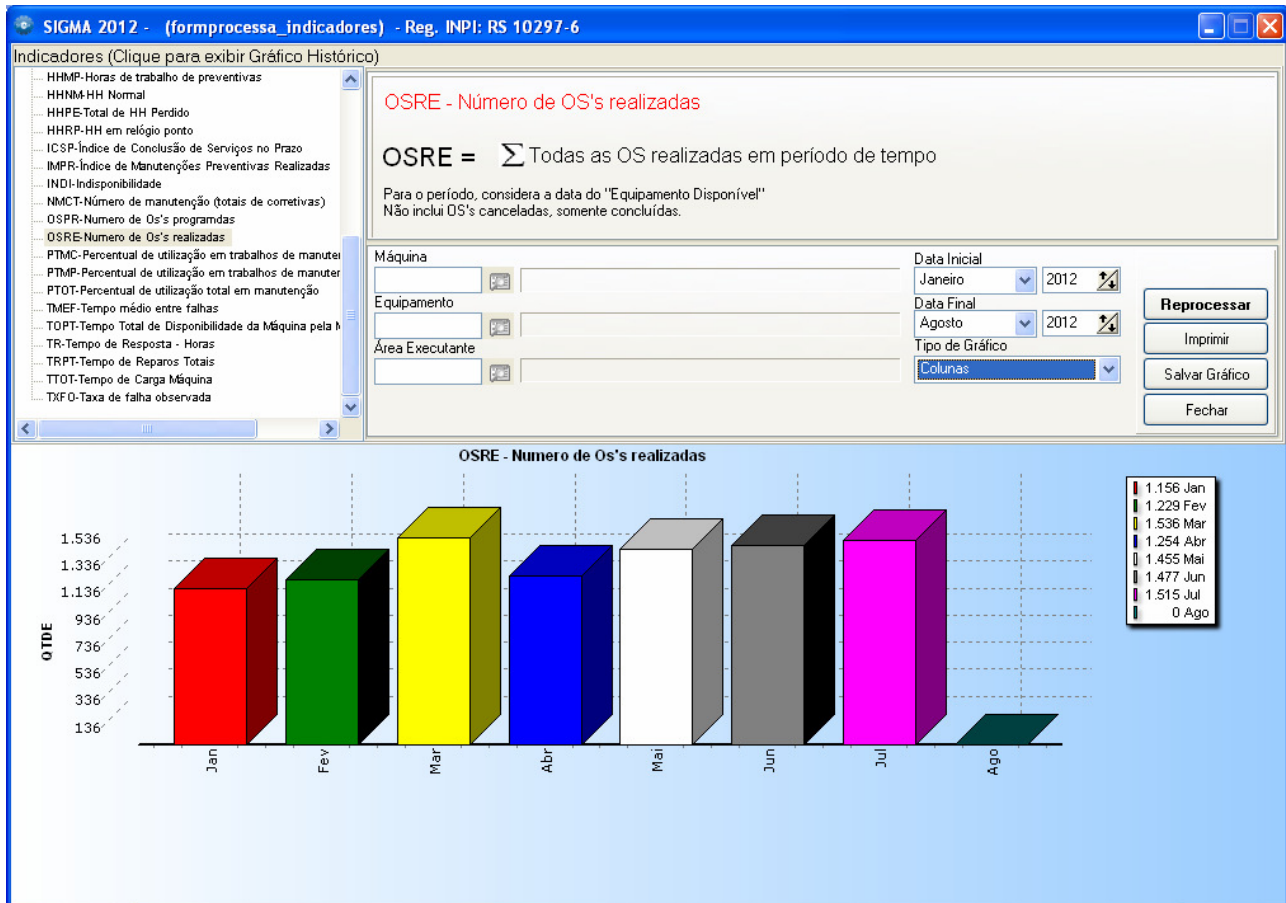 SIGMA 2012 - (formprocessa_indicadores) - Reg. INPI: RS 10297-6
Indicadores (Clique para exibir Gráfico Histórico)
HHMP-Horas de trabalho de preventivas
HHNM-HH Normal
HHPE-Total de HH Perdido
HHRP-HH em relógio ponto
ICSP-Índice de Conclusão de Serviços no Prazo
IMPR-Índice de Manutenções Preventivas Realizadas
INDI-Indisponibilidade
NMCT-Número de manutenção (totais de corretivas)
OSPR-Numero de Os's programdas
OSRE-Numero de Os's realizadas
PTMC-Percentual de utilização em trabalhos de manuter
PTMP-Percentual de utilização em trabalhos de manuter
PTOT-Percentual de utilização total em manutenção
TMEF-Tempo médio entre falhas
TOPT-Tempo Total de Disponibilidade da Máquina pela M
TR-Tempo de Resposta - Horas
TRPT-Tempo de Reparos Totais
TTOT-Tempo de Carga Máquina
TXFO-Taxa de falha observada
OSRE - Número de OS's realizadas
OSRE = Σ Todas as OS realizadas em período de tempo
Para o período, considera a data do "Equipamento Disponível"
Não inclui OS's canceladas, somente concluídas.
Máquina
Equipamento
Área Executante
Data Inicial
Janeiro 2012
Data Final
Agosto 2012
Tipo de Gráfico
Colunas
Reprocessar
Imprimir
Salvar Gráfico
Fechar
OSRE - Numero de Os's realizadas
QTDE
1.536
1.336
1.136
936
736
536
336
136
Jan
Fev
Mar
Abr
Mai
Jun
Jul
Ago
1.156 Jan
1.229 Fev
1.536 Mar
1.254 Abr
1.455 Mai
1.477 Jun
1.515 Jul
0 Ago